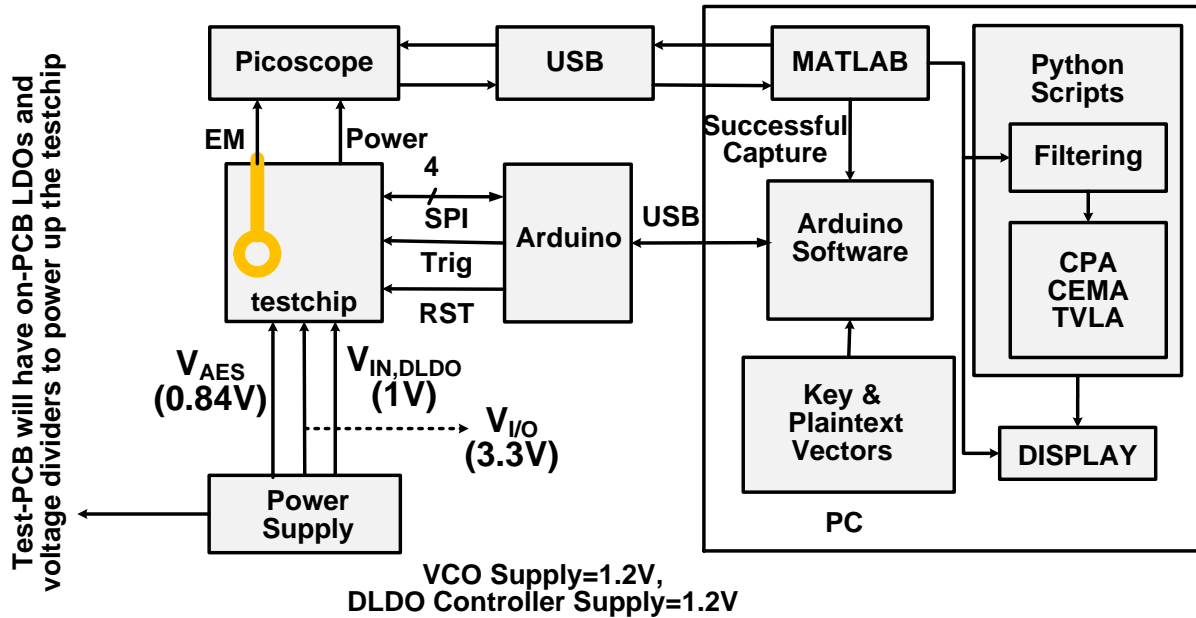 Test-PCB will have on-PCB LDOs and
voltage dividers to power up the testchip
Picoscope
USB
MATLAB
Python
Scripts
EM
Power
Successful
Capture
Filtering
4
SPI
Trig
RST
testchip
Arduino
USB
Arduino
Software
CPA
CEMA
TVLA
V_AES
(0.84V)
V_IN,DLDO
(1V)
V_I/O
(3.3V)
Key &
Plaintext
Vectors
DISPLAY
Power
Supply
PC
VCO Supply=1.2V,
DLDO Controller Supply=1.2V